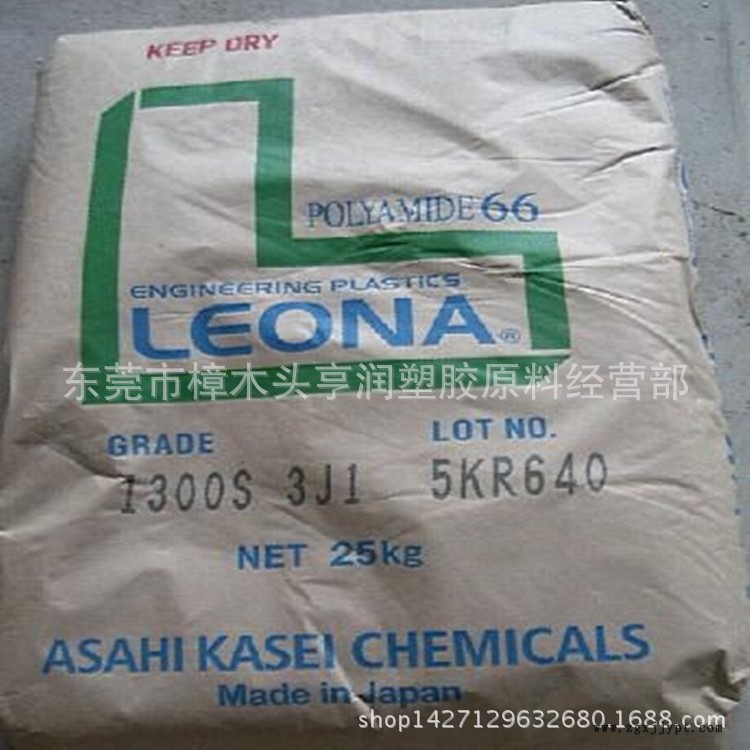 KEEP DRY
POLYAMIDE 66
ENGINEERING PLASTICS
LEONA®
东莞市樟木头亨润塑胶原料经营部
GRADE LOT NO.
1300S 3J1 5KR640
NET 25kg
ASAHI KASEI CHEMICALS
Made in Japan
shop1427129632680.1688.com